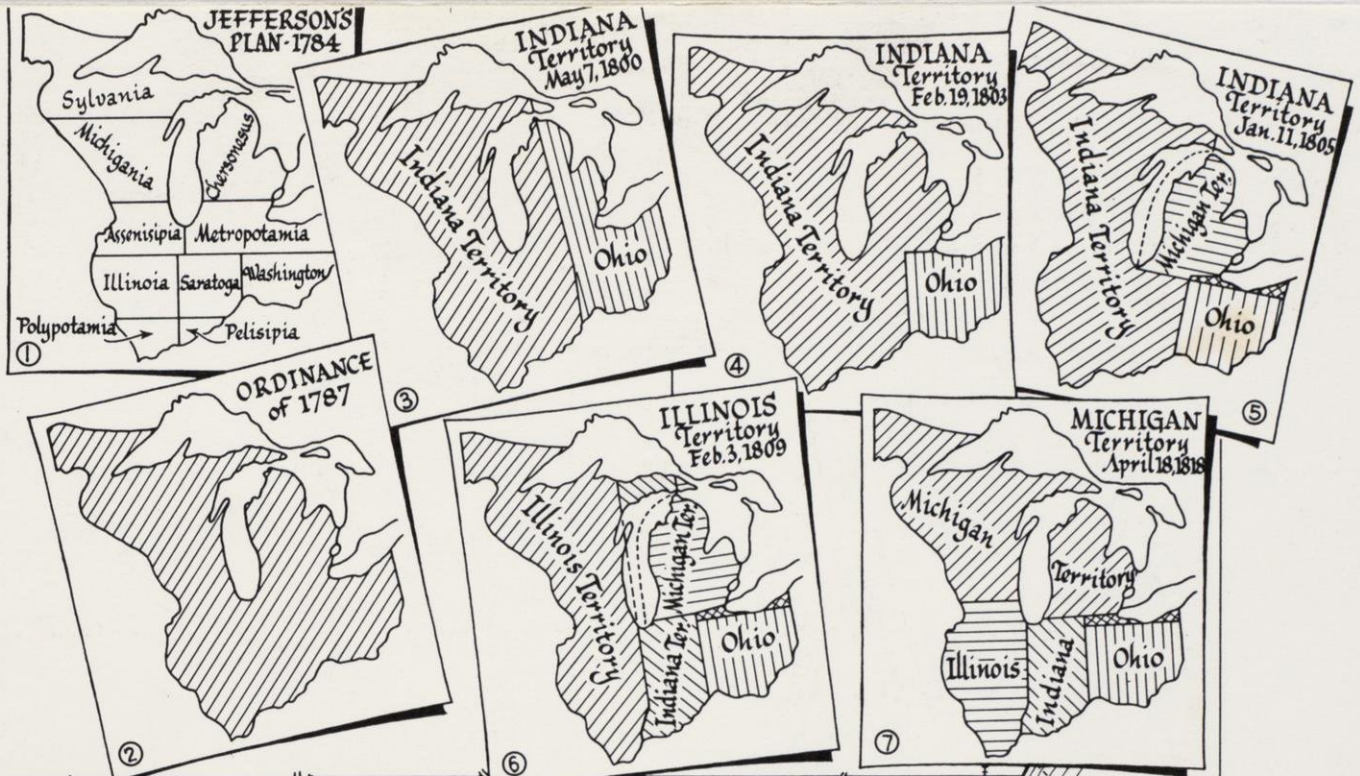 JEFFERSON'S
PLAN-1784
Sylvania
Michigania
Chersonesus
Assenisipia
Metropotamia
Illinoia
Saratoga
Washington
Polypotamia
Pelisipia
①
ORDINANCE
of 1787
②
INDIANA
Territory
May 7, 1800
Indiana Territory
Ohio
③
INDIANA
Territory
Feb. 19, 1803
Indiana Territory
Ohio
④
INDIANA
Territory
Jan. 11, 1805
Indiana Territory
Michigan Ter.
Ohio
⑤
ILLINOIS
Territory
Feb. 3, 1809
Illinois Territory
Michigan Ter.
Indiana Ter.
Ohio
⑥
MICHIGAN
Territory
April 18, 1818
Michigan
Territory
Illinois
Indiana
Ohio
⑦